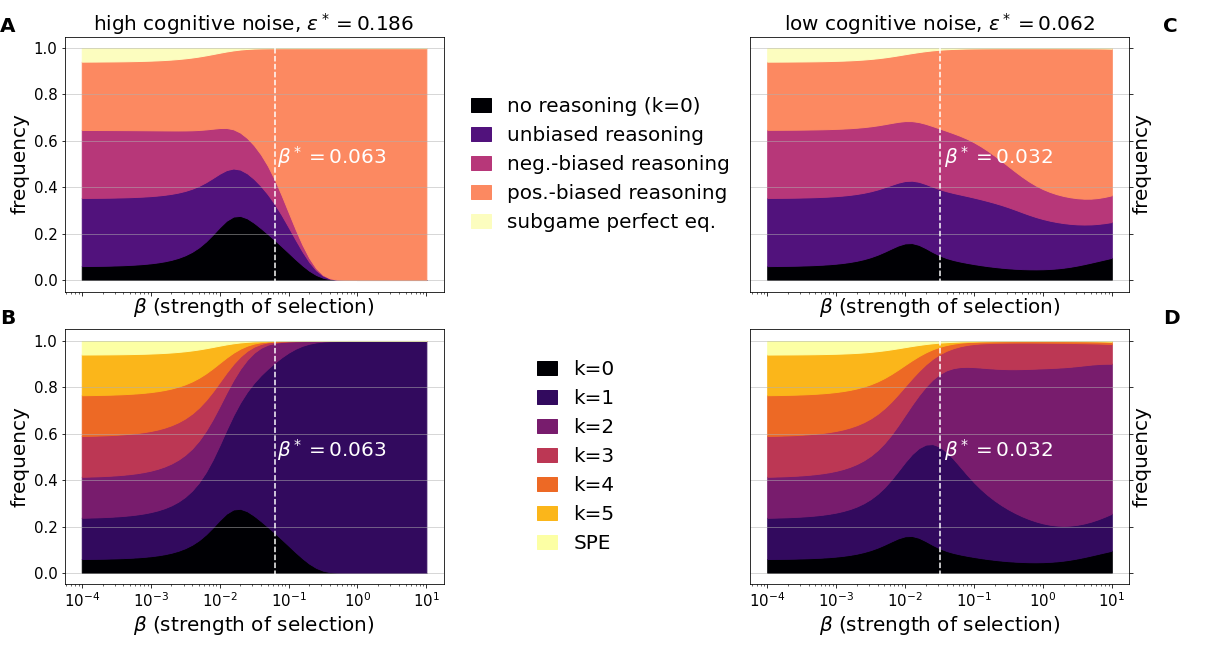 A
high cognitive noise, ε* = 0.186
frequency
1.0
0.8
0.6
0.4
0.2
0.0
β* = 0.063
β (strength of selection)
no reasoning (k=0)
unbiased reasoning
neg.-biased reasoning
pos.-biased reasoning
subgame perfect eq.
low cognitive noise, ε* = 0.062
C
β* = 0.032
frequency
β (strength of selection)
B
frequency
1.0
0.8
0.6
0.4
0.2
0.0
β* = 0.063
10⁻⁴ 10⁻³ 10⁻² 10⁻¹ 10⁰ 10¹
β (strength of selection)
k=0
k=1
k=2
k=3
k=4
k=5
SPE
D
β* = 0.032
frequency
10⁻⁴ 10⁻³ 10⁻² 10⁻¹ 10⁰ 10¹
β (strength of selection)